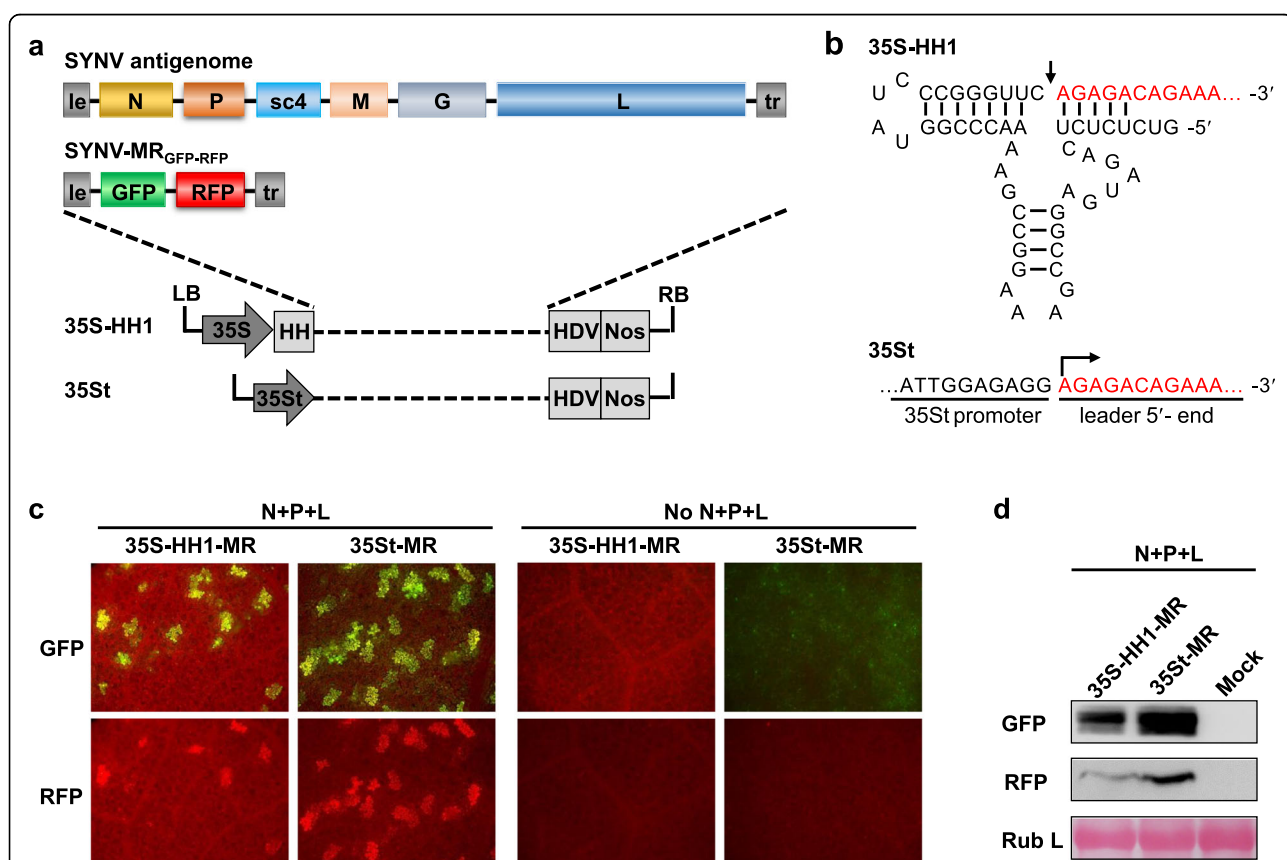 a
SYNV antigenome
le N P sc4 M G L tr
SYNV-MRGFP-RFP
le GFP RFP tr
LB RB
35S-HH1 35S HH HDV Nos
35St 35St HDV Nos
b
35S-HH1
C CCGGGUUC AGAGACAGAAA... -3′
U
A
U GGCCCAA UCUCUCUG -5′
A C A G A
A A G U
G A G
C G
C G
G C
G C
A G
A A
35St
...ATTGGAGAGG AGAGACAGAAA... -3′
35St promoter leader 5′- end
c
N+P+L No N+P+L
35S-HH1-MR 35St-MR 35S-HH1-MR 35St-MR
GFP
RFP
d
N+P+L
35S-HH1-MR 35St-MR Mock
GFP
RFP
Rub L